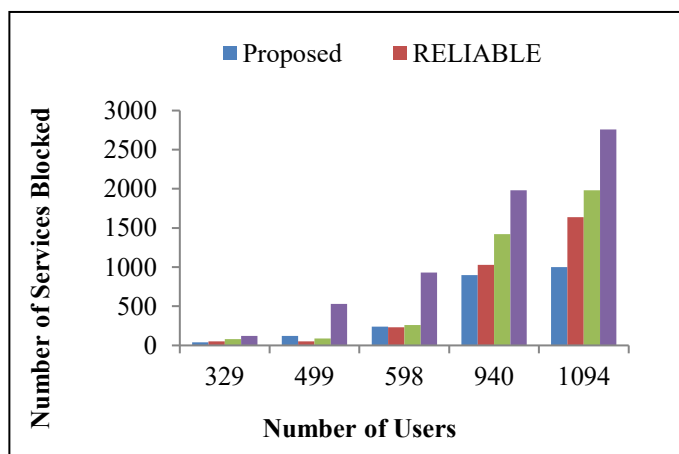 Proposed RELIABLE
Number of Services Blocked
3000
2500
2000
1500
1000
500
0
329 499 598 940 1094
Number of Users